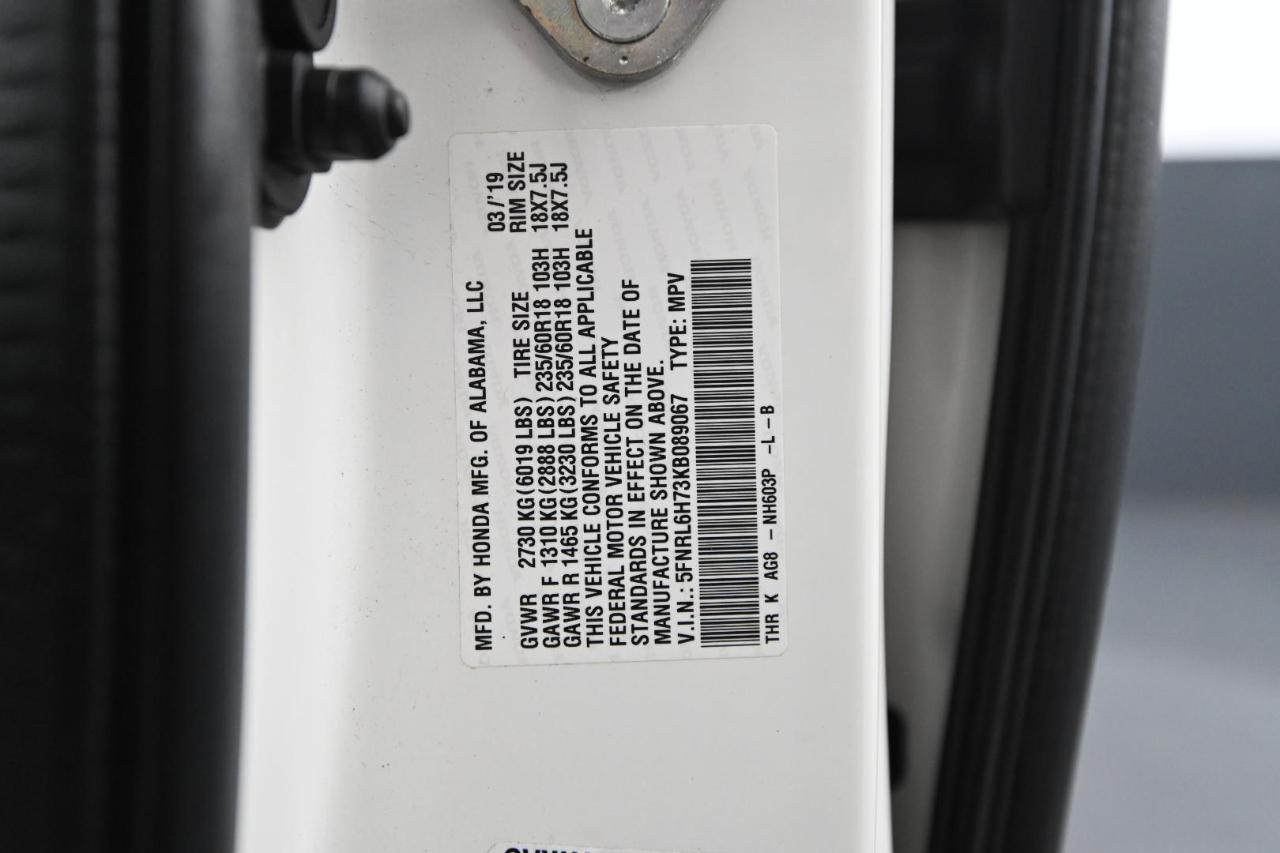 MFD. BY HONDA MFG. OF ALABAMA, LLC 03/'19
GVWR 2730 KG(6019 LBS) TIRE SIZE RIM SIZE
GAWR F 1310 KG(2888 LBS) 235/60R18 103H 18X7.5J
GAWR R 1465 KG(3230 LBS) 235/60R18 103H 18X7.5J
THIS VEHICLE CONFORMS TO ALL APPLICABLE
FEDERAL MOTOR VEHICLE SAFETY
STANDARDS IN EFFECT ON THE DATE OF
MANUFACTURE SHOWN ABOVE.
V.I.N.: 5FNRL6H73KB089067 TYPE: MPV
THR K AG8 -NH603P -L-B